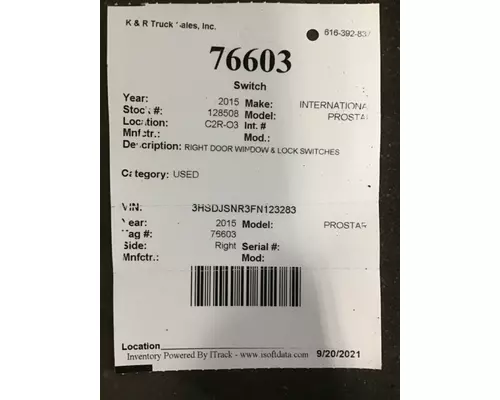 K & R Truck Sales, Inc.
616-392-837
76603
Switch
Year: 2015 Make: INTERNATIONA
Stock #: 128508 Model: PROSTAR
Location: C2R-O3 Int. #
Mnfctr.: Mod.:
Description: RIGHT DOOR WINDOW & LOCK SWITCHES
Category: USED
VIN: 3HSDJSNR3FN123283
Year: 2015 Model: PROSTAR
Tag #: 76603
Side: Right Serial #:
Mnfctr.: Mod:
Location
Inventory Powered By ITrack - www.isoftdata.com 9/20/2021